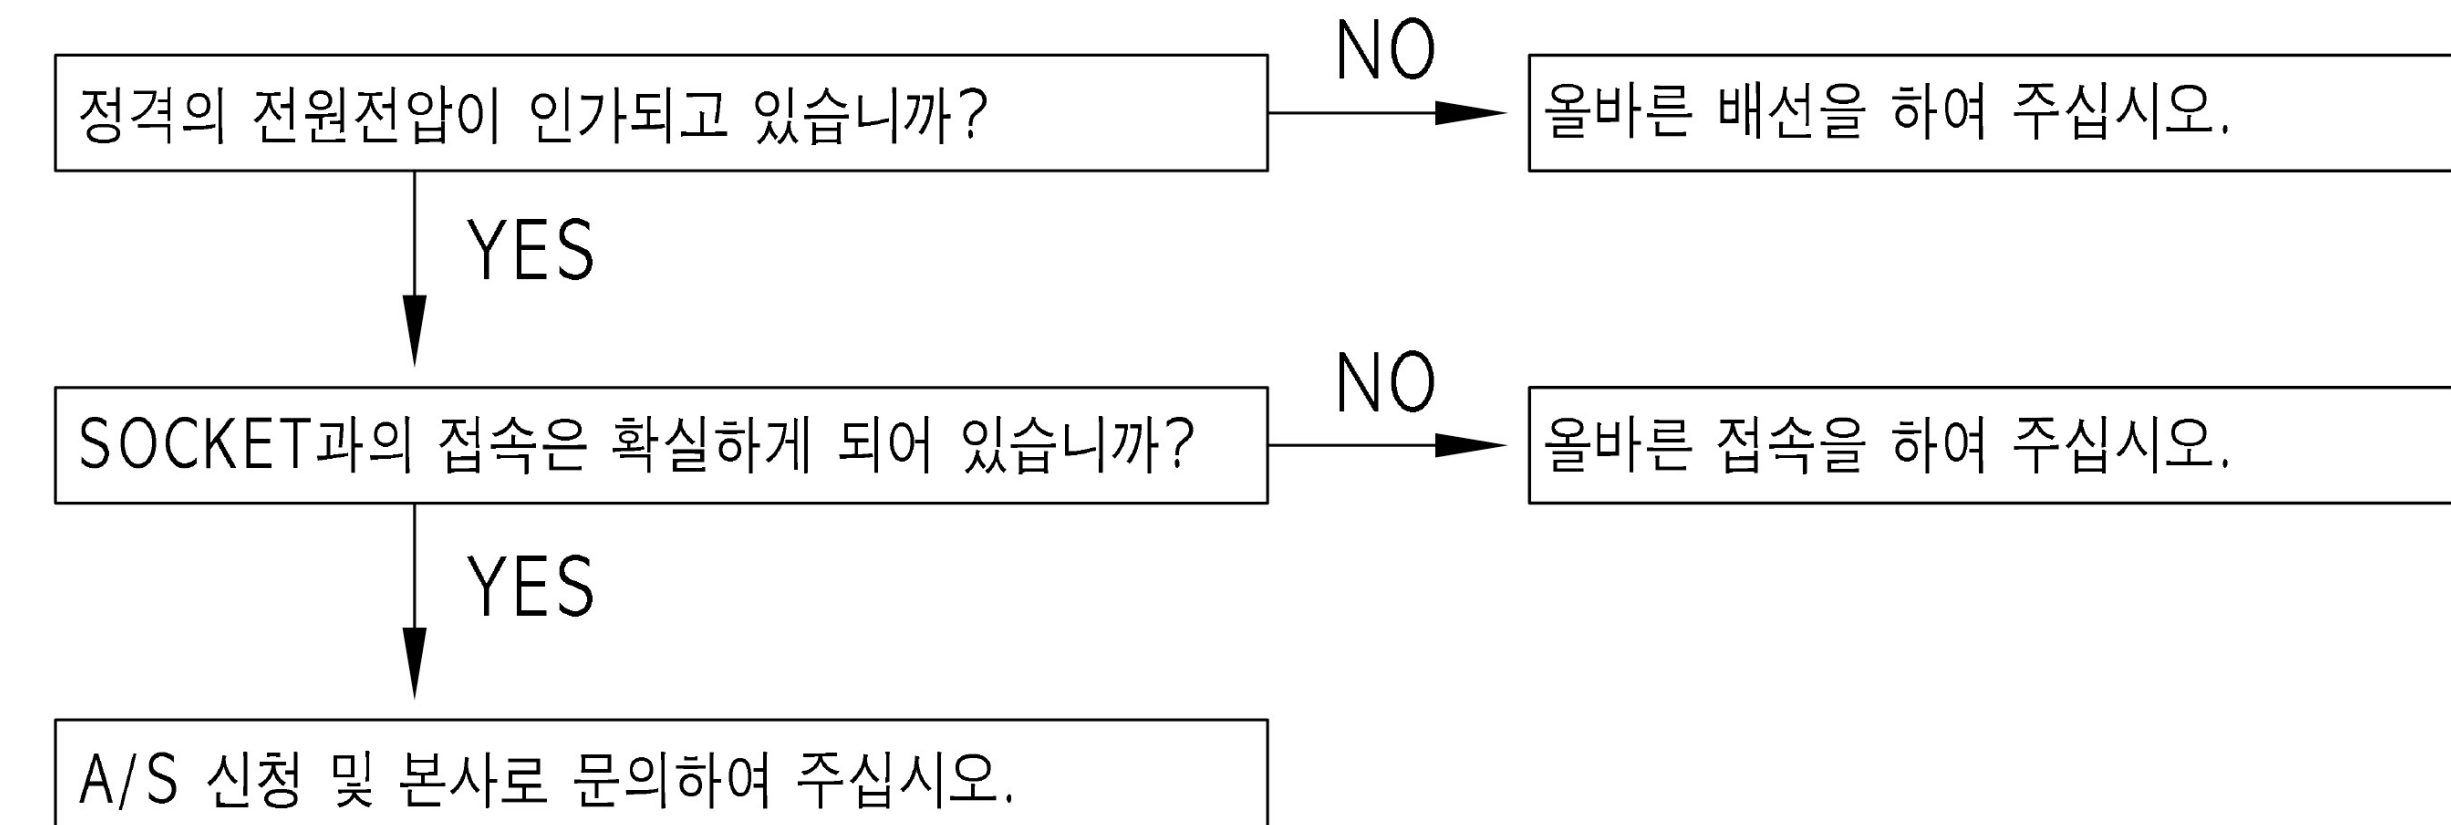 정격의 전원전압이 인가되고 있습니까?
NO
올바른 배선을 하여 주십시오.
YES
SOCKET과의 접속은 확실하게 되어 있습니까?
NO
올바른 접속을 하여 주십시오.
YES
A/S 신청 및 본사로 문의하여 주십시오.